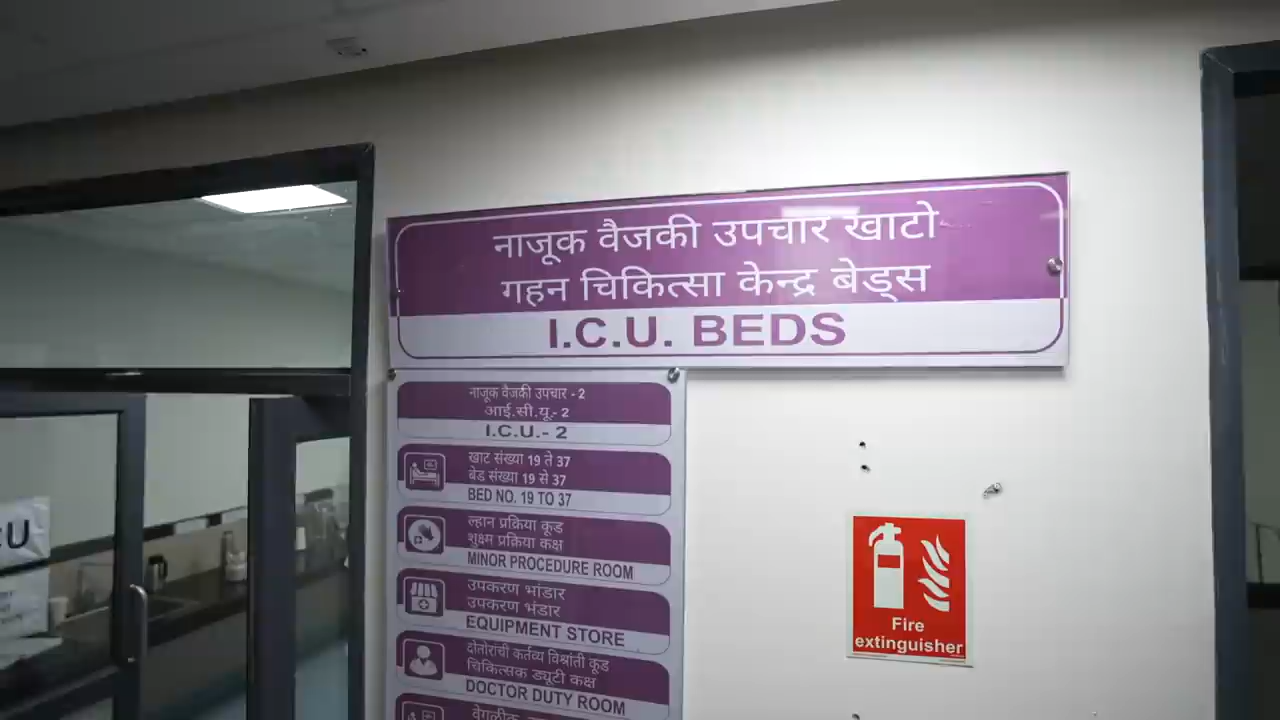 नाजूक वैजकी उपचार खाटो
गहन चिकित्सा केन्द्र बेड्स
I.C.U. BEDS
नाजूक वैजकी उपचार - 2
आई.सी.यू.- 2
I.C.U.- 2
खाट संख्या 19 ते 37
बेड संख्या 19 से 37
BED NO. 19 TO 37
ल्हान प्रक्रिया कूड
शुक्ष्म प्रक्रिया कक्ष
MINOR PROCEDURE ROOM
उपकरण भांडार
उपकरण भंडार
EQUIPMENT STORE
दोतोरांची कर्तव्य विश्रांती कूड
चिकित्सक ड्यूटी कक्ष
DOCTOR DUTY ROOM
Fire
extinguisher